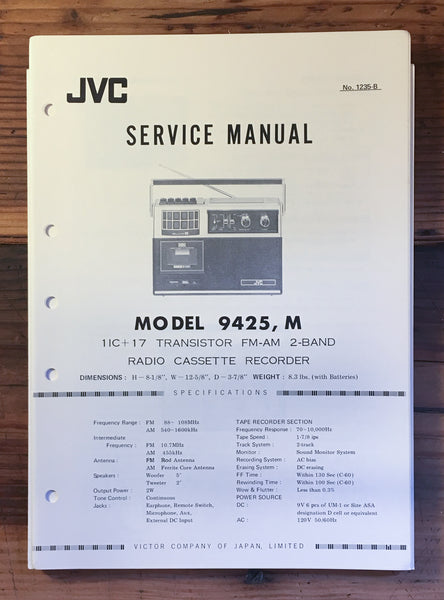 JVC
No. 1235-B
SERVICE MANUAL
JVC
MODEL 9425, M
1IC+17 TRANSISTOR FM-AM 2-BAND
RADIO CASSETTE RECORDER
DIMENSIONS : H-8-1/8", W-12-5/8", D-3-7/8" WEIGHT : 8.3 lbs. (with Batteries)
SPECIFICATIONS
Frequency Range : FM 88- 108MHz
AM 540-1600kHz
Intermediate
Frequency : FM 10.7MHz
AM 455kHz
Antenna : FM Rod Antenna
AM Ferrite Core Antenna
Speakers : Woofer 5"
Tweeter 2"
Output Power : 2W
Tone Control : Continuous
Jacks : Earphone, Remote Switch,
Microphone, Aux,
External DC Input
TAPE RECORDER SECTION
Frequency Response : 70-10,000Hz
Tape Speed : 1-7/8 ips
Track System : 2-track
Monitor : Sound Monitor System
Recording System : AC bias
Erasing System : DC erasing
FF Time : Within 130 Sec (C-60)
Rewinding Time : Within 100 Sec (C-60)
Wow & Flutter : Less than 0.3%
POWER SOURCE
DC : 9V 6 pcs of UM-1 or Size ASA
designation D cell or equivalent
AC : 120V 50/60Hz
VICTOR COMPANY OF JAPAN, LIMITED